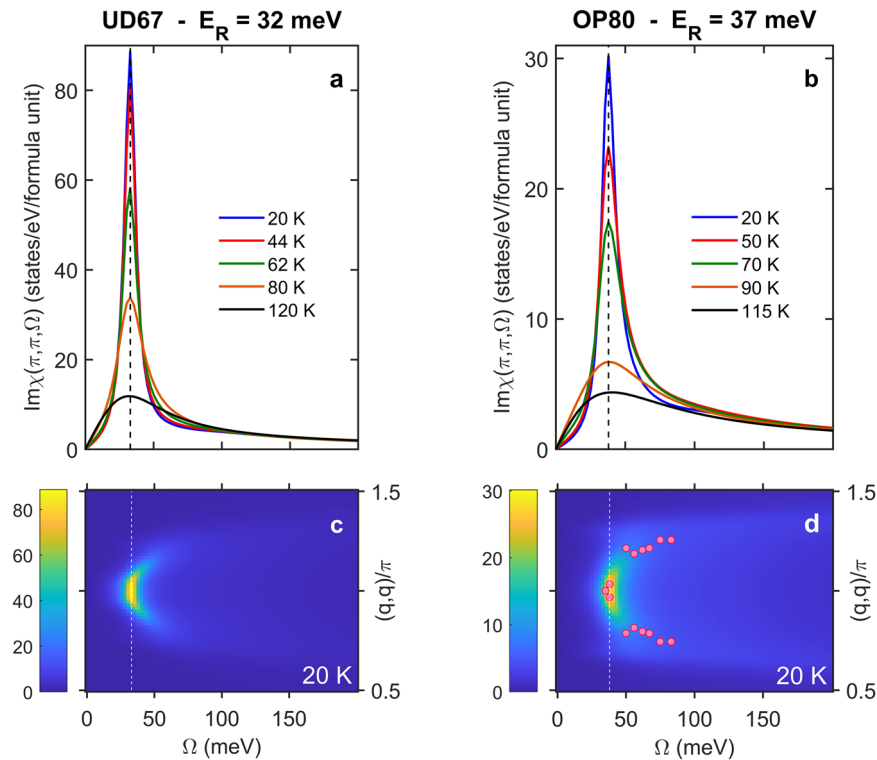 UD67 - E_R = 32 meV
OP80 - E_R = 37 meV
a
Imχ(π,π,Ω) (states/eV/formula unit)
80
60
40
20
0
20 K
44 K
62 K
80 K
120 K
b
Imχ(π,π,Ω) (states/eV/formula unit)
30
20
10
0
20 K
50 K
70 K
90 K
115 K
c
80
60
40
20
0
1.5
(q,q)/π
0.5
20 K
0
50
100
150
Ω (meV)
d
30
25
20
15
10
5
0
1.5
(q,q)/π
0.5
20 K
0
50
100
150
Ω (meV)